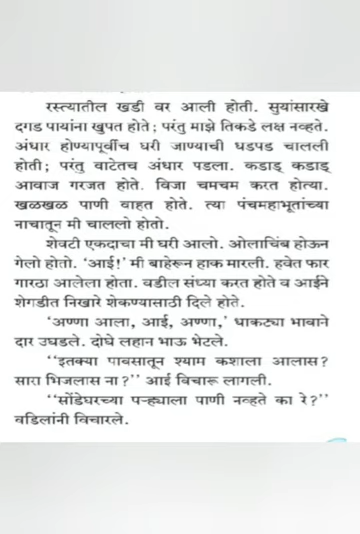 रस्त्यातील खडी वर आली होती. सुयांसारखे
दगड पायांना खुपत होते; परंतु माझे तिकडे लक्ष नव्हते.
अंधार होण्यापूर्वीच घरी जाण्याची धडपड चालली
होती; परंतु वाटेतच अंधार पडला. कडाड् कडाड्
आवाज गरजत होते. विजा चमचम करत होत्या.
खळखळ पाणी वाहत होते. त्या पंचमहाभूतांच्या
नाचातून मी चाललो होतो.
शेवटी एकदाचा मी घरी आलो. ओलाचिंब होऊन
गेलो होतो. 'आई!' मी बाहेरून हाक मारली. हवेत फार
गारठा आलेला होता. वडील संध्या करत होते व आईने
शेगडीत निखारे शेकण्यासाठी दिले होते.
'अण्णा आला, आई, अण्णा,' धाकट्या भावाने
दार उघडले. दोघे लहान भाऊ भेटले.
''इतक्या पावसातून श्याम कशाला आलास?
सारा भिजलास ना?'' आई विचारू लागली.
''सोंडेघरच्या पऱ्ह्याला पाणी नव्हते का रे?''
वडिलांनी विचारले.